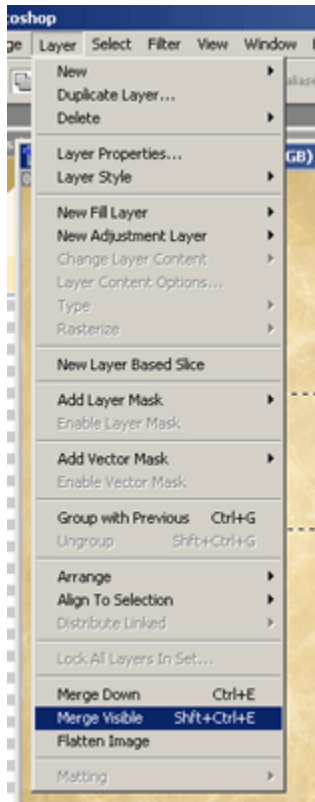 toshop
ge Layer Select Filter View Window
New
Duplicate Layer...
Delete
Layer Properties...
Layer Style
New Fill Layer
New Adjustment Layer
Change Layer Content
Layer Content Options...
Type
Rasterize
New Layer Based Slice
Add Layer Mask
Enable Layer Mask
Add Vector Mask
Enable Vector Mask
Group with Previous Ctrl+G
Ungroup Shft+Ctrl+G
Arrange
Align To Selection
Distribute Linked
Lock All Layers In Set...
Merge Down Ctrl+E
Merge Visible Shft+Ctrl+E
Flatten Image
Matting
aliase
GB)